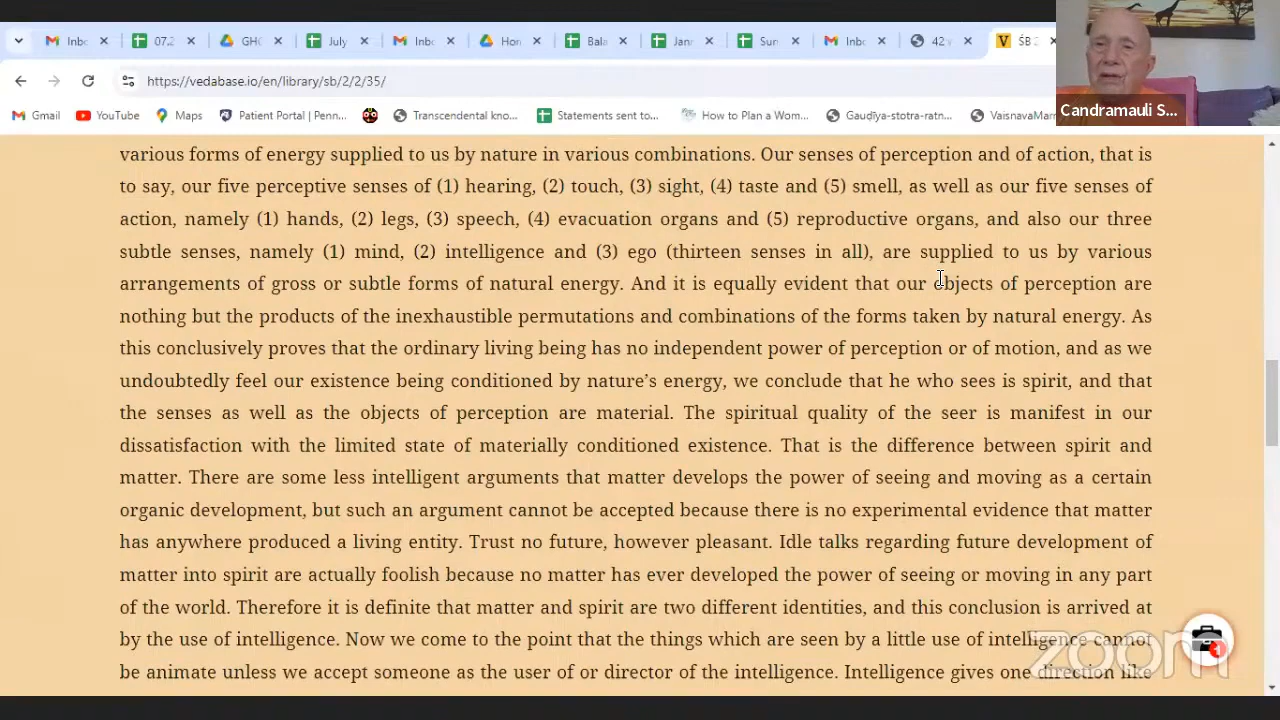 Inbc 07.2 GHC July Inbc Hor Bala Janr Sun Inbc 42 ŚB 2
https://vedabase.io/en/library/sb/2/2/35/
Gmail YouTube Maps Patient Portal | Penn... Transcendental kno... Statements sent to... How to Plan a Wom... Gaudīya-stotra-ratn... VaisnavaMarr
Candramauli S...
various forms of energy supplied to us by nature in various combinations. Our senses of perception and of action, that is
to say, our five perceptive senses of (1) hearing, (2) touch, (3) sight, (4) taste and (5) smell, as well as our five senses of
action, namely (1) hands, (2) legs, (3) speech, (4) evacuation organs and (5) reproductive organs, and also our three
subtle senses, namely (1) mind, (2) intelligence and (3) ego (thirteen senses in all), are supplied to us by various
arrangements of gross or subtle forms of natural energy. And it is equally evident that our objects of perception are
nothing but the products of the inexhaustible permutations and combinations of the forms taken by natural energy. As
this conclusively proves that the ordinary living being has no independent power of perception or of motion, and as we
undoubtedly feel our existence being conditioned by nature’s energy, we conclude that he who sees is spirit, and that
the senses as well as the objects of perception are material. The spiritual quality of the seer is manifest in our
dissatisfaction with the limited state of materially conditioned existence. That is the difference between spirit and
matter. There are some less intelligent arguments that matter develops the power of seeing and moving as a certain
organic development, but such an argument cannot be accepted because there is no experimental evidence that matter
has anywhere produced a living entity. Trust no future, however pleasant. Idle talks regarding future development of
matter into spirit are actually foolish because no matter has ever developed the power of seeing or moving in any part
of the world. Therefore it is definite that matter and spirit are two different identities, and this conclusion is arrived at
by the use of intelligence. Now we come to the point that the things which are seen by a little use of intelligence cannot
be animate unless we accept someone as the user of or director of the intelligence. Intelligence gives one direction like
1
zoom